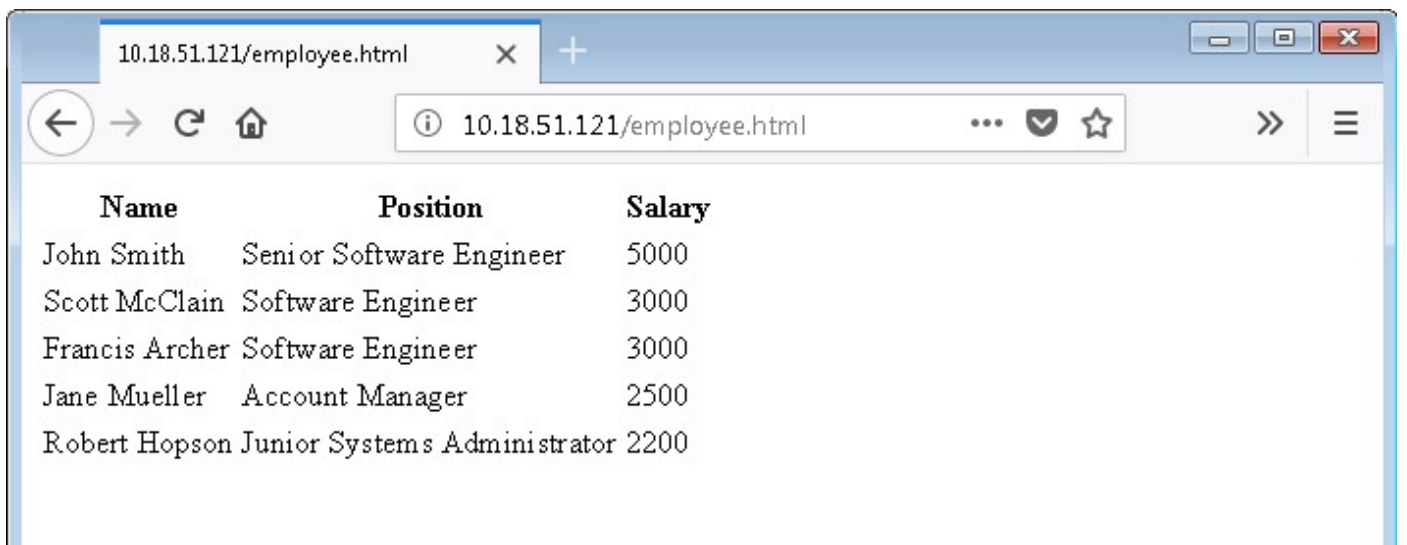 10.18.51.121/employee.html
10.18.51.121/employee.html
Name Position Salary
John Smith Senior Software Engineer 5000
Scott McClain Software Engineer 3000
Francis Archer Software Engineer 3000
Jane Mueller Account Manager 2500
Robert Hopson Junior Systems Administrator 2200